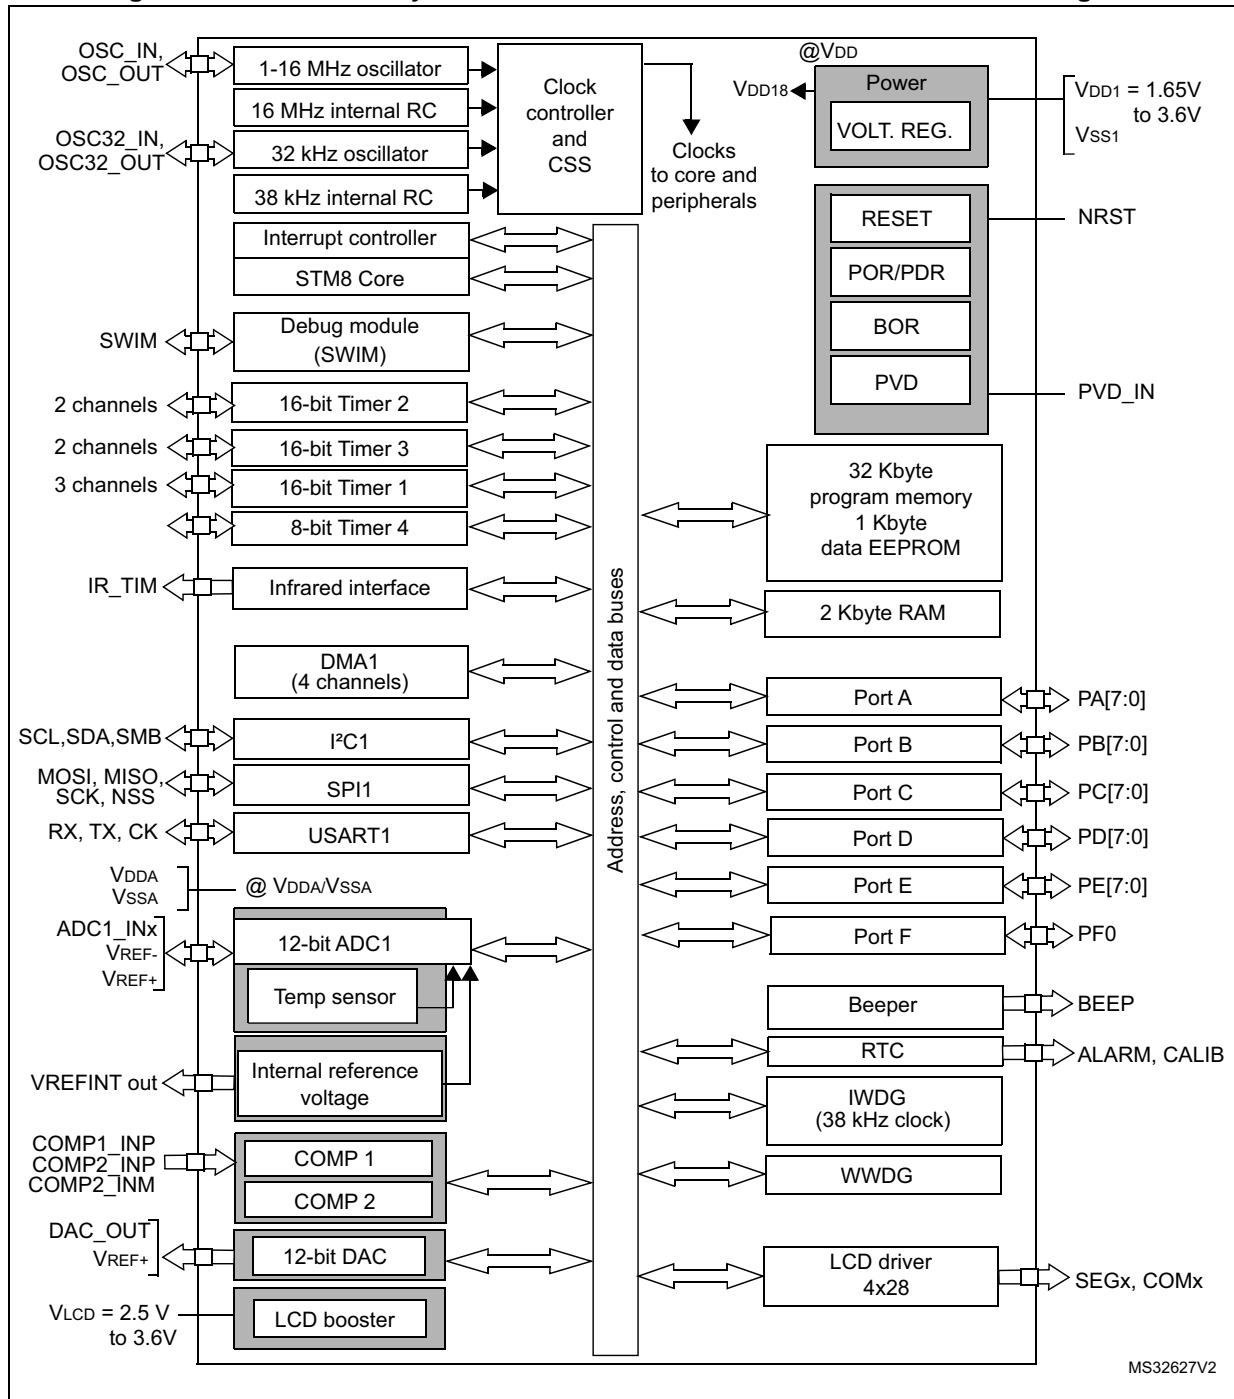 OSC_IN,
OSC_OUT
1-16 MHz oscillator
16 MHz internal RC
OSC32_IN,
OSC32_OUT
32 kHz oscillator
38 kHz internal RC
Clock
controller
and
CSS
Clocks
to core and
peripherals
@VDD
VDD18
Power
VOLT. REG.
VDD1 = 1.65V
to 3.6V
VSS1
RESET
NRST
POR/PDR
BOR
PVD
PVD_IN
Interrupt controller
STM8 Core
SWIM
Debug module
(SWIM)
2 channels
16-bit Timer 2
2 channels
16-bit Timer 3
3 channels
16-bit Timer 1
8-bit Timer 4
IR_TIM
Infrared interface
DMA1
(4 channels)
SCL,SDA,SMB
I²C1
MOSI, MISO,
SCK, NSS
SPI1
RX, TX, CK
USART1
VDDA
VSSA
@ VDDA/VSSA
ADC1_INx
VREF-
VREF+
12-bit ADC1
Temp sensor
VREFINT out
Internal reference
voltage
COMP1_INP
COMP2_INP
COMP2_INM
COMP 1
COMP 2
DAC_OUT
VREF+
12-bit DAC
VLCD = 2.5 V
to 3.6V
LCD booster
Address, control and data buses
32 Kbyte
program memory
1 Kbyte
data EEPROM
2 Kbyte RAM
Port A
PA[7:0]
Port B
PB[7:0]
Port C
PC[7:0]
Port D
PD[7:0]
Port E
PE[7:0]
Port F
PF0
Beeper
BEEP
RTC
ALARM, CALIB
IWDG
(38 kHz clock)
WWDG
LCD driver
4x28
SEGx, COMx
MS32627V2